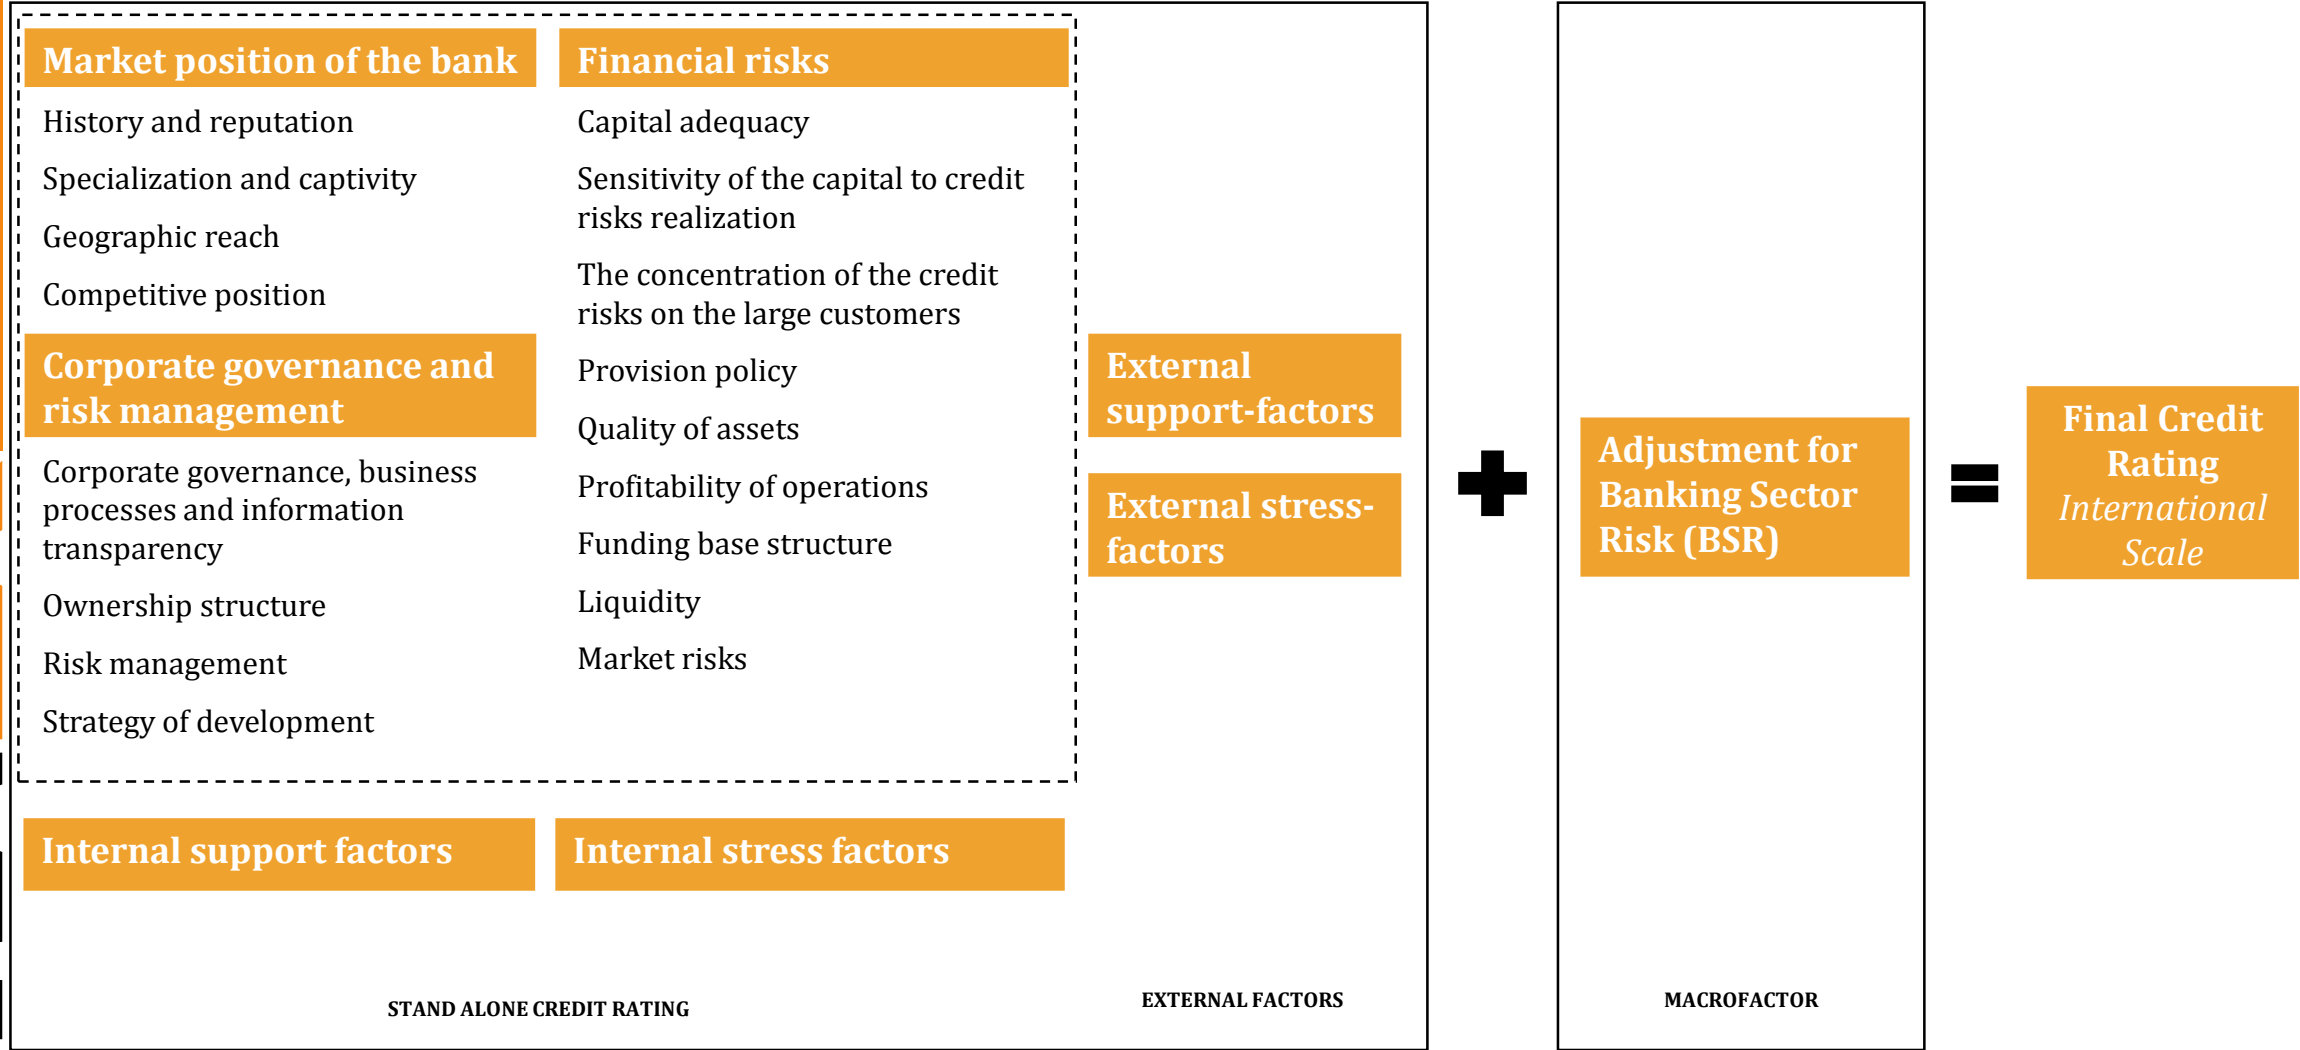 Market position of the bank
History and reputation
Specialization and captivity
Geographic reach
Competitive position
Corporate governance and
risk management
Corporate governance, business
processes and information
transparency
Ownership structure
Risk management
Strategy of development
Financial risks
Capital adequacy
Sensitivity of the capital to credit
risks realization
The concentration of the credit
risks on the large customers
Provision policy
Quality of assets
Profitability of operations
Funding base structure
Liquidity
Market risks
Internal support factors
Internal stress factors
STAND ALONE CREDIT RATING
External
support-factors
External stress-
factors
EXTERNAL FACTORS
Adjustment for
Banking Sector
Risk (BSR)
MACROFACTOR
Final Credit
Rating
International
Scale